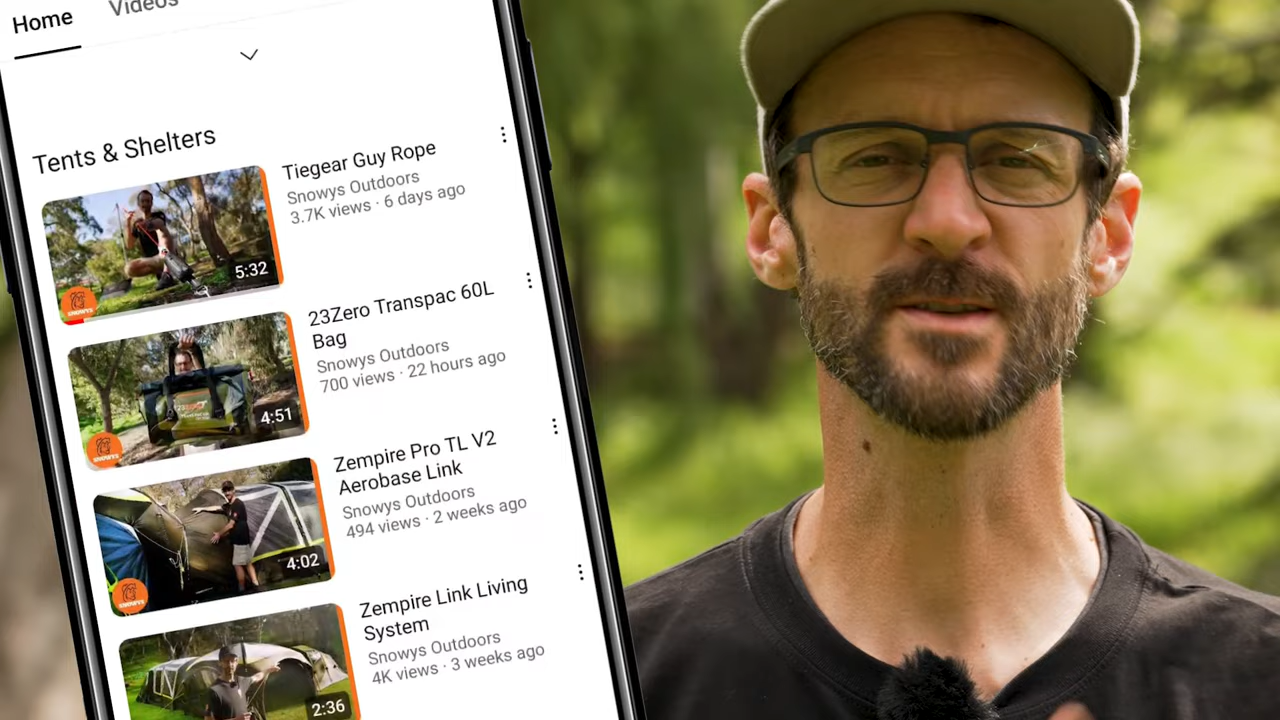 Home
Videos
Tents & Shelters
Tiegear Guy Rope
Snowys Outdoors
3.7K views · 6 days ago
5:32
SNOWYS
23Zero Transpac 60L
Bag
Snowys Outdoors
700 views · 22 hours ago
4:51
SNOWYS
Zempire Pro TL V2
Aerobase Link
Snowys Outdoors
494 views · 2 weeks ago
4:02
SNOWYS
Zempire Link Living
System
Snowys Outdoors
4K views · 3 weeks ago
2:36